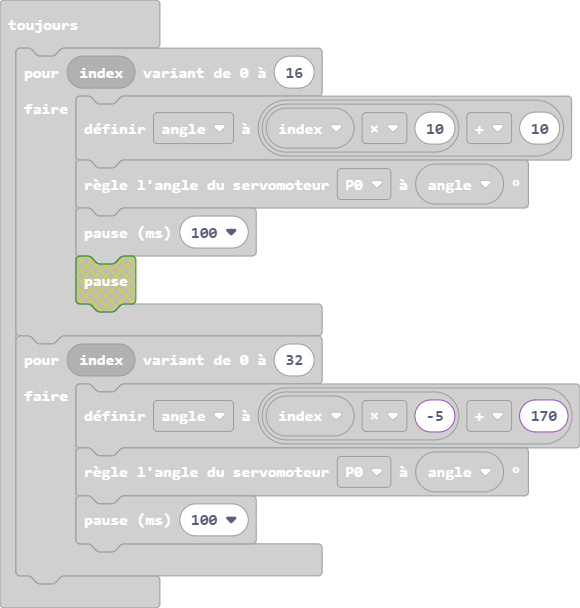 toujours
pour index variant de 0 à 16
faire
définir angle à index × 10 + 10
règle l'angle du servomoteur P0 à angle °
pause (ms) 100
pause
pour index variant de 0 à 32
faire
définir angle à index × -5 + 170
règle l'angle du servomoteur P0 à angle °
pause (ms) 100